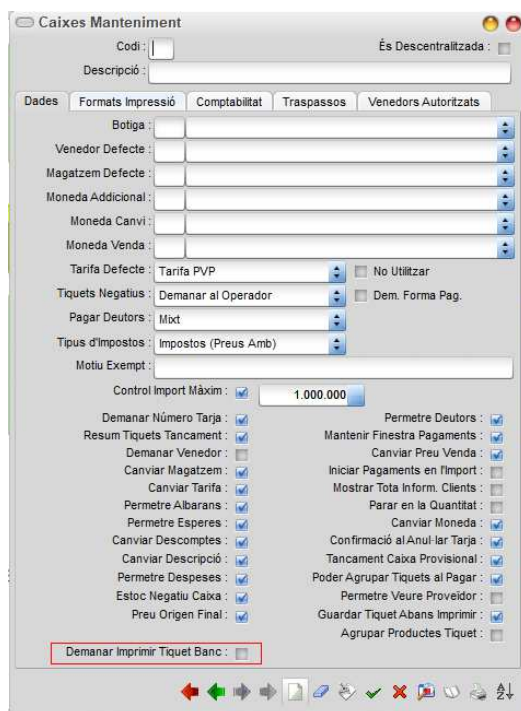 Caixes Manteniment
Codi :
És Descentralitzada :
Descripció :
Dades Formats Impressió Comptabilitat Traspassos Venedors Autoritzats
Botiga :
Venedor Defecte :
Magatzem Defecte :
Moneda Addicional :
Moneda Canvi :
Moneda Venda :
Tarifa Defecte : Tarifa PVP No Utilitzar
Tiquets Negatius : Demanar al Operador Dem. Forma Pag.
Pagar Deutors : Mixt
Tipus d'Impostos : Impostos (Preus Amb)
Motiu Exempt :
Control Import Màxim : 1.000.000
Demanar Número Tarja : Permetre Deutors :
Resum Tiquets Tancament : Mantenir Finestra Pagaments :
Demanar Venedor : Canviar Preu Venda :
Canviar Magatzem : Iniciar Pagaments en l'Import :
Canviar Tarifa : Mostrar Tota Inform. Clients :
Permetre Albarans : Parar en la Quantitat :
Permetre Esperes : Canviar Moneda :
Canviar Descomptes : Confirmació al Anul·lar Tarja :
Canviar Descripció : Tancament Caixa Provisional :
Permetre Despeses : Poder Agrupar Tiquets al Pagar :
Estoc Negatiu Caixa : Permetre Veure Proveïdor :
Preu Origen Final : Guardar Tiquet Abans Imprimir :
Agrupar Productes Tiquet :
Demanar Imprimir Tiquet Banc :